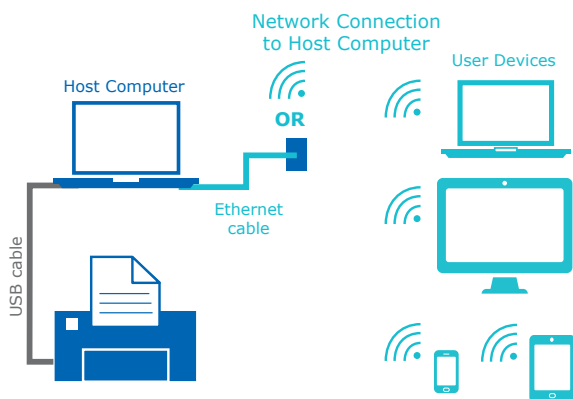 Network Connection
to Host Computer
User Devices
Host Computer
OR
Ethernet
cable
USB cable